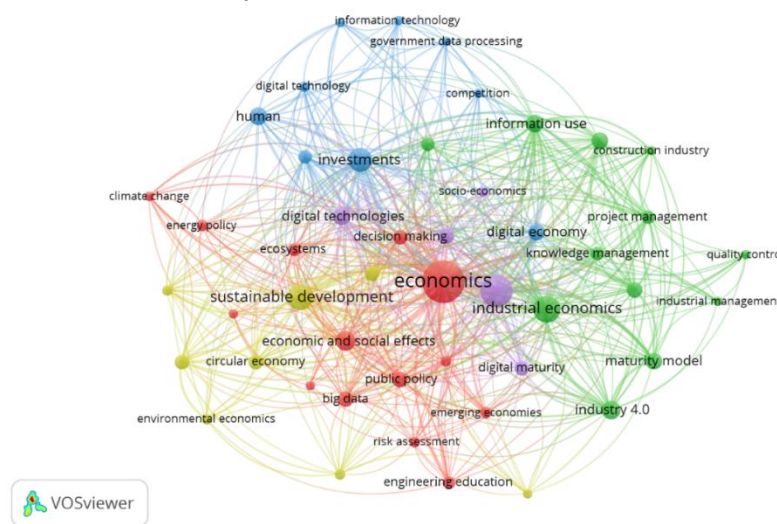 information technology
government data processing
digital technology
competition
human
information use
construction industry
investments
climate change
socio-economics
digital technologies
project management
energy policy
decision making
digital economy
ecosystems
knowledge management
quality control
economics
sustainable development
industrial economics
industrial management
economic and social effects
circular economy
public policy
digital maturity
maturity model
big data
emerging economies
industry 4.0
environmental economics
risk assessment
engineering education
VOSviewer